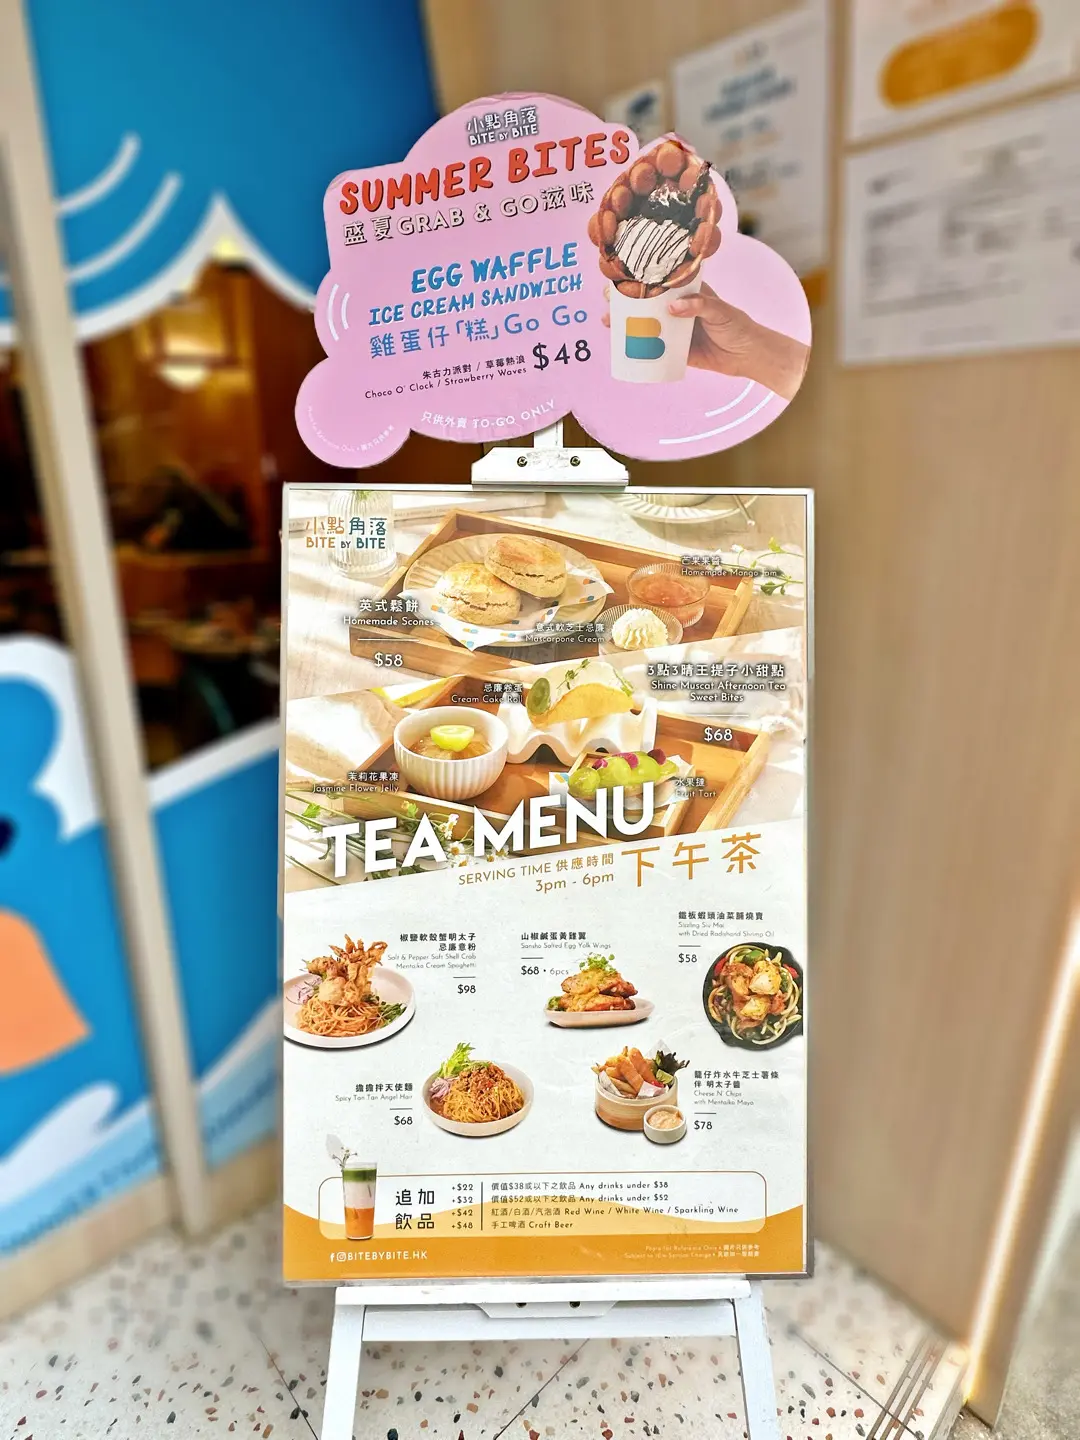 小點角落
BITE BY BITE
SUMMER BITES
盛夏GRAB & GO滋味
EGG WAFFLE
ICE CREAM SANDWICH
雞蛋仔「糕」Go Go
朱古力派對 / 草莓熱浪
Choco O' Clock / Strawberry Waves
$48
只供外賣 TO-GO ONLY
小點角落
BITE BY BITE
英式鬆餅
Homemade Scones
$58
芒果果醬
Homemade Mango Jam
意式軟芝士忌廉
Mascarpone Cream
3點3晴王提子小甜點
Shine Muscat Afternoon Tea
Sweet Bites
$68
忌廉卷蛋
Cream Cake Roll
茉莉花果凍
Jasmine Flower Jelly
水果撻
Fruit Tart
TEA MENU
SERVING TIME 供應時間
3pm - 6pm
下午茶
椒鹽軟殼蟹明太子
忌廉意粉
Salt & Pepper Soft Shell Crab
Mentaiko Cream Spaghetti
$98
山椒鹹蛋黃雞翼
Sansho Salted Egg Yolk Wings
$68 • 6pcs
鐵板蝦頭油菜脯燒賣
Sizzling Siu Mai
with Dried Radish and Shrimp Oil
$58
擔擔拌天使麵
Spicy Tan Tan Angel Hair
$68
籠仔炸水牛芝士薯條
伴 明太子醬
Cheese N' Chips
with Mentaiko Mayo
$78
追加
飲品
+$22 價值$38或以下之飲品 Any drinks under $38
+$32 價值$52或以下之飲品 Any drinks under $52
+$42 紅酒/白酒/汽泡酒 Red Wine / White Wine / Sparkling Wine
+$48 手工啤酒 Craft Beer
BITEBYBITE.HK